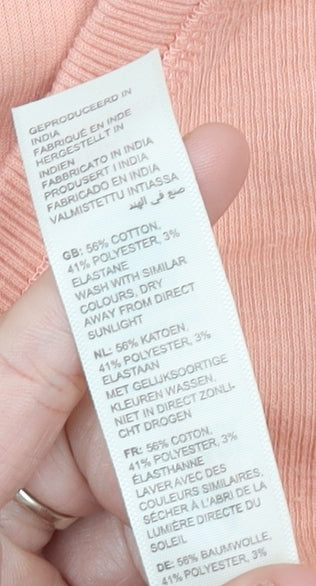 GEPRODUCEERD IN
INDIA
FABRIQUÉ EN INDE
HERGESTELLT IN
INDIEN
FABBRICATO IN INDIA
PRODUSERT I INDIA
FABRICADO EN INDIA
VALMISTETTU INTIASSA
صنع في الهند
GB: 56% COTTON,
41% POLYESTER, 3%
ELASTANE
WASH WITH SIMILAR
COLOURS, DRY
AWAY FROM DIRECT
SUNLIGHT
NL: 56% KATOEN,
41% POLYESTER, 3%
ELASTAAN
MET GELIJKSOORTIGE
KLEUREN WASSEN,
NIET IN DIRECT ZONLI-
CHT DROGEN
FR: 56% COTON,
41% POLYESTER, 3%
ÉLASTHANNE
LAVER AVEC DES
COULEURS SIMILAIRES,
SÉCHER À L'ABRI DE LA
LUMIÈRE DIRECTE DU
SOLEIL
DE: 56% BAUMWOLLE,
41% POLYESTER, 3%